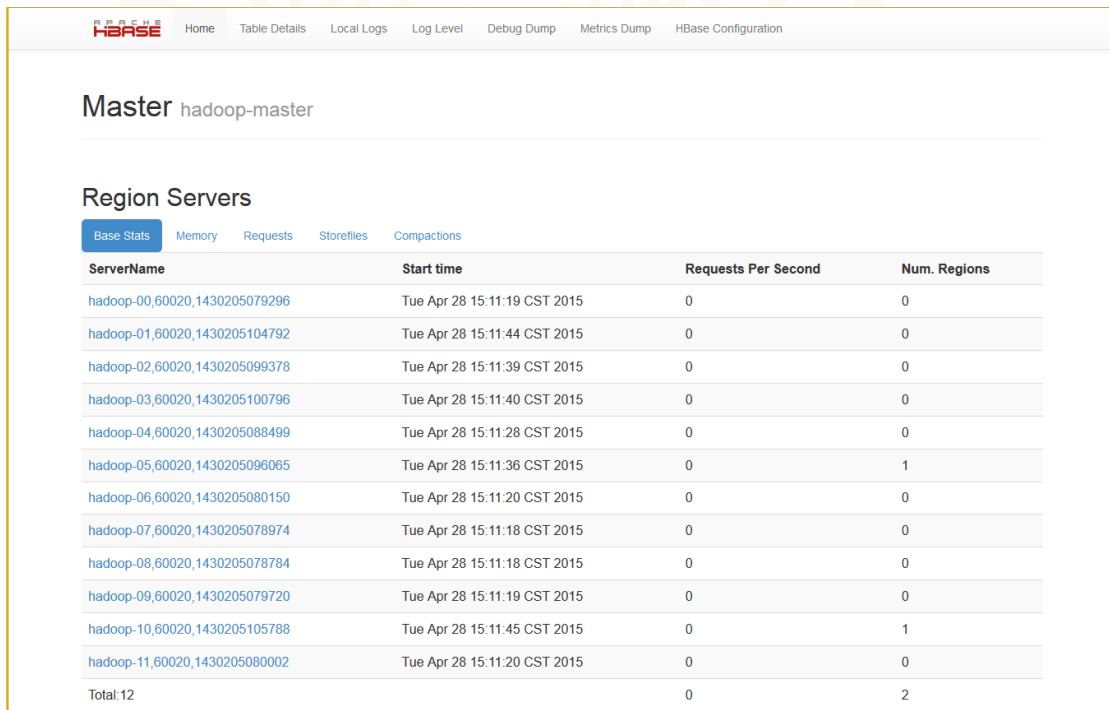 APACHE
HBASE Home Table Details Local Logs Log Level Debug Dump Metrics Dump HBase Configuration
Master hadoop-master
Region Servers
Base Stats Memory Requests Storefiles Compactions
ServerName Start time Requests Per Second Num. Regions
hadoop-00,60020,1430205079296 Tue Apr 28 15:11:19 CST 2015 0 0
hadoop-01,60020,1430205104792 Tue Apr 28 15:11:44 CST 2015 0 0
hadoop-02,60020,1430205099378 Tue Apr 28 15:11:39 CST 2015 0 0
hadoop-03,60020,1430205100796 Tue Apr 28 15:11:40 CST 2015 0 0
hadoop-04,60020,1430205088499 Tue Apr 28 15:11:28 CST 2015 0 0
hadoop-05,60020,1430205096065 Tue Apr 28 15:11:36 CST 2015 0 1
hadoop-06,60020,1430205080150 Tue Apr 28 15:11:20 CST 2015 0 0
hadoop-07,60020,1430205078974 Tue Apr 28 15:11:18 CST 2015 0 0
hadoop-08,60020,1430205078784 Tue Apr 28 15:11:18 CST 2015 0 0
hadoop-09,60020,1430205079720 Tue Apr 28 15:11:19 CST 2015 0 0
hadoop-10,60020,1430205105788 Tue Apr 28 15:11:45 CST 2015 0 1
hadoop-11,60020,1430205080002 Tue Apr 28 15:11:20 CST 2015 0 0
Total:12 0 2